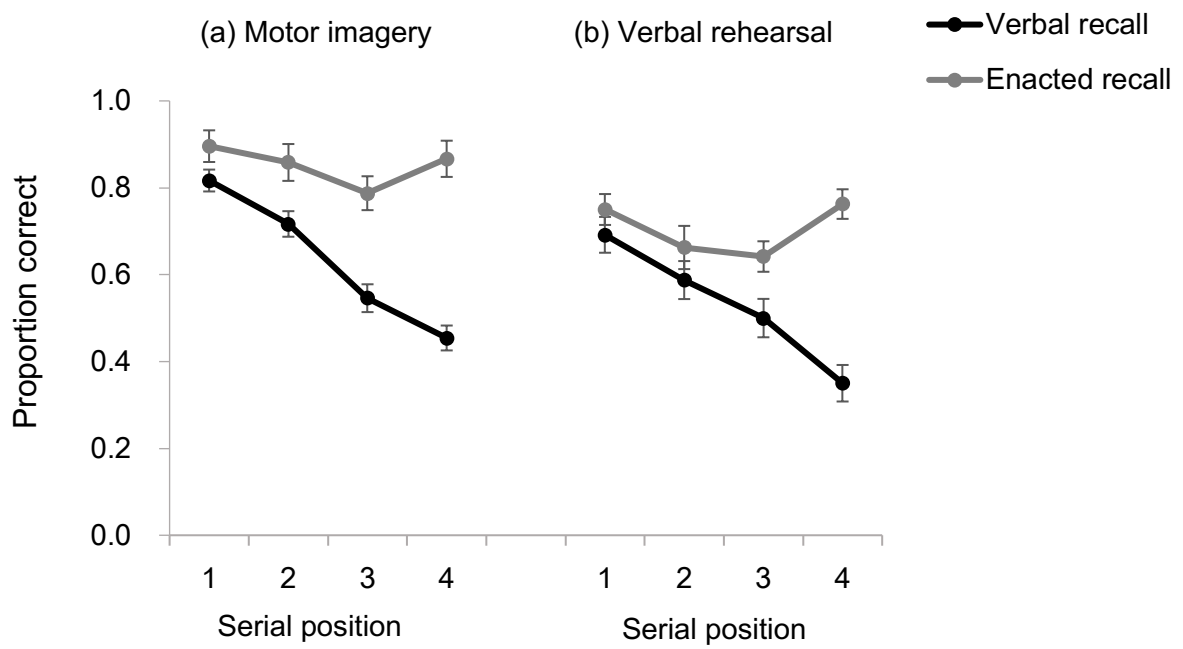 (a) Motor imagery
(b) Verbal rehearsal
Verbal recall
Enacted recall
Proportion correct
1.0
0.8
0.6
0.4
0.2
0.0
1 2 3 4 1 2 3 4
Serial position Serial position